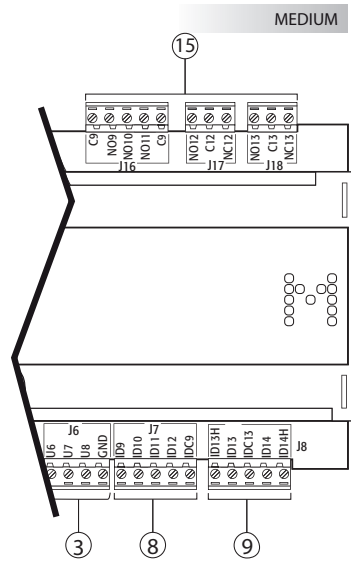 MEDIUM
15
C9 NO9 NO10 NO11 C9 NO12 C12 NC12 NO13 C13 NC13
J16 J17 J18
J6 J7 J8
U6 U7 U8 GND ID9 ID10 ID11 ID12 IDC9 ID13H ID13 IDC13 ID14 ID14H
3 8 9